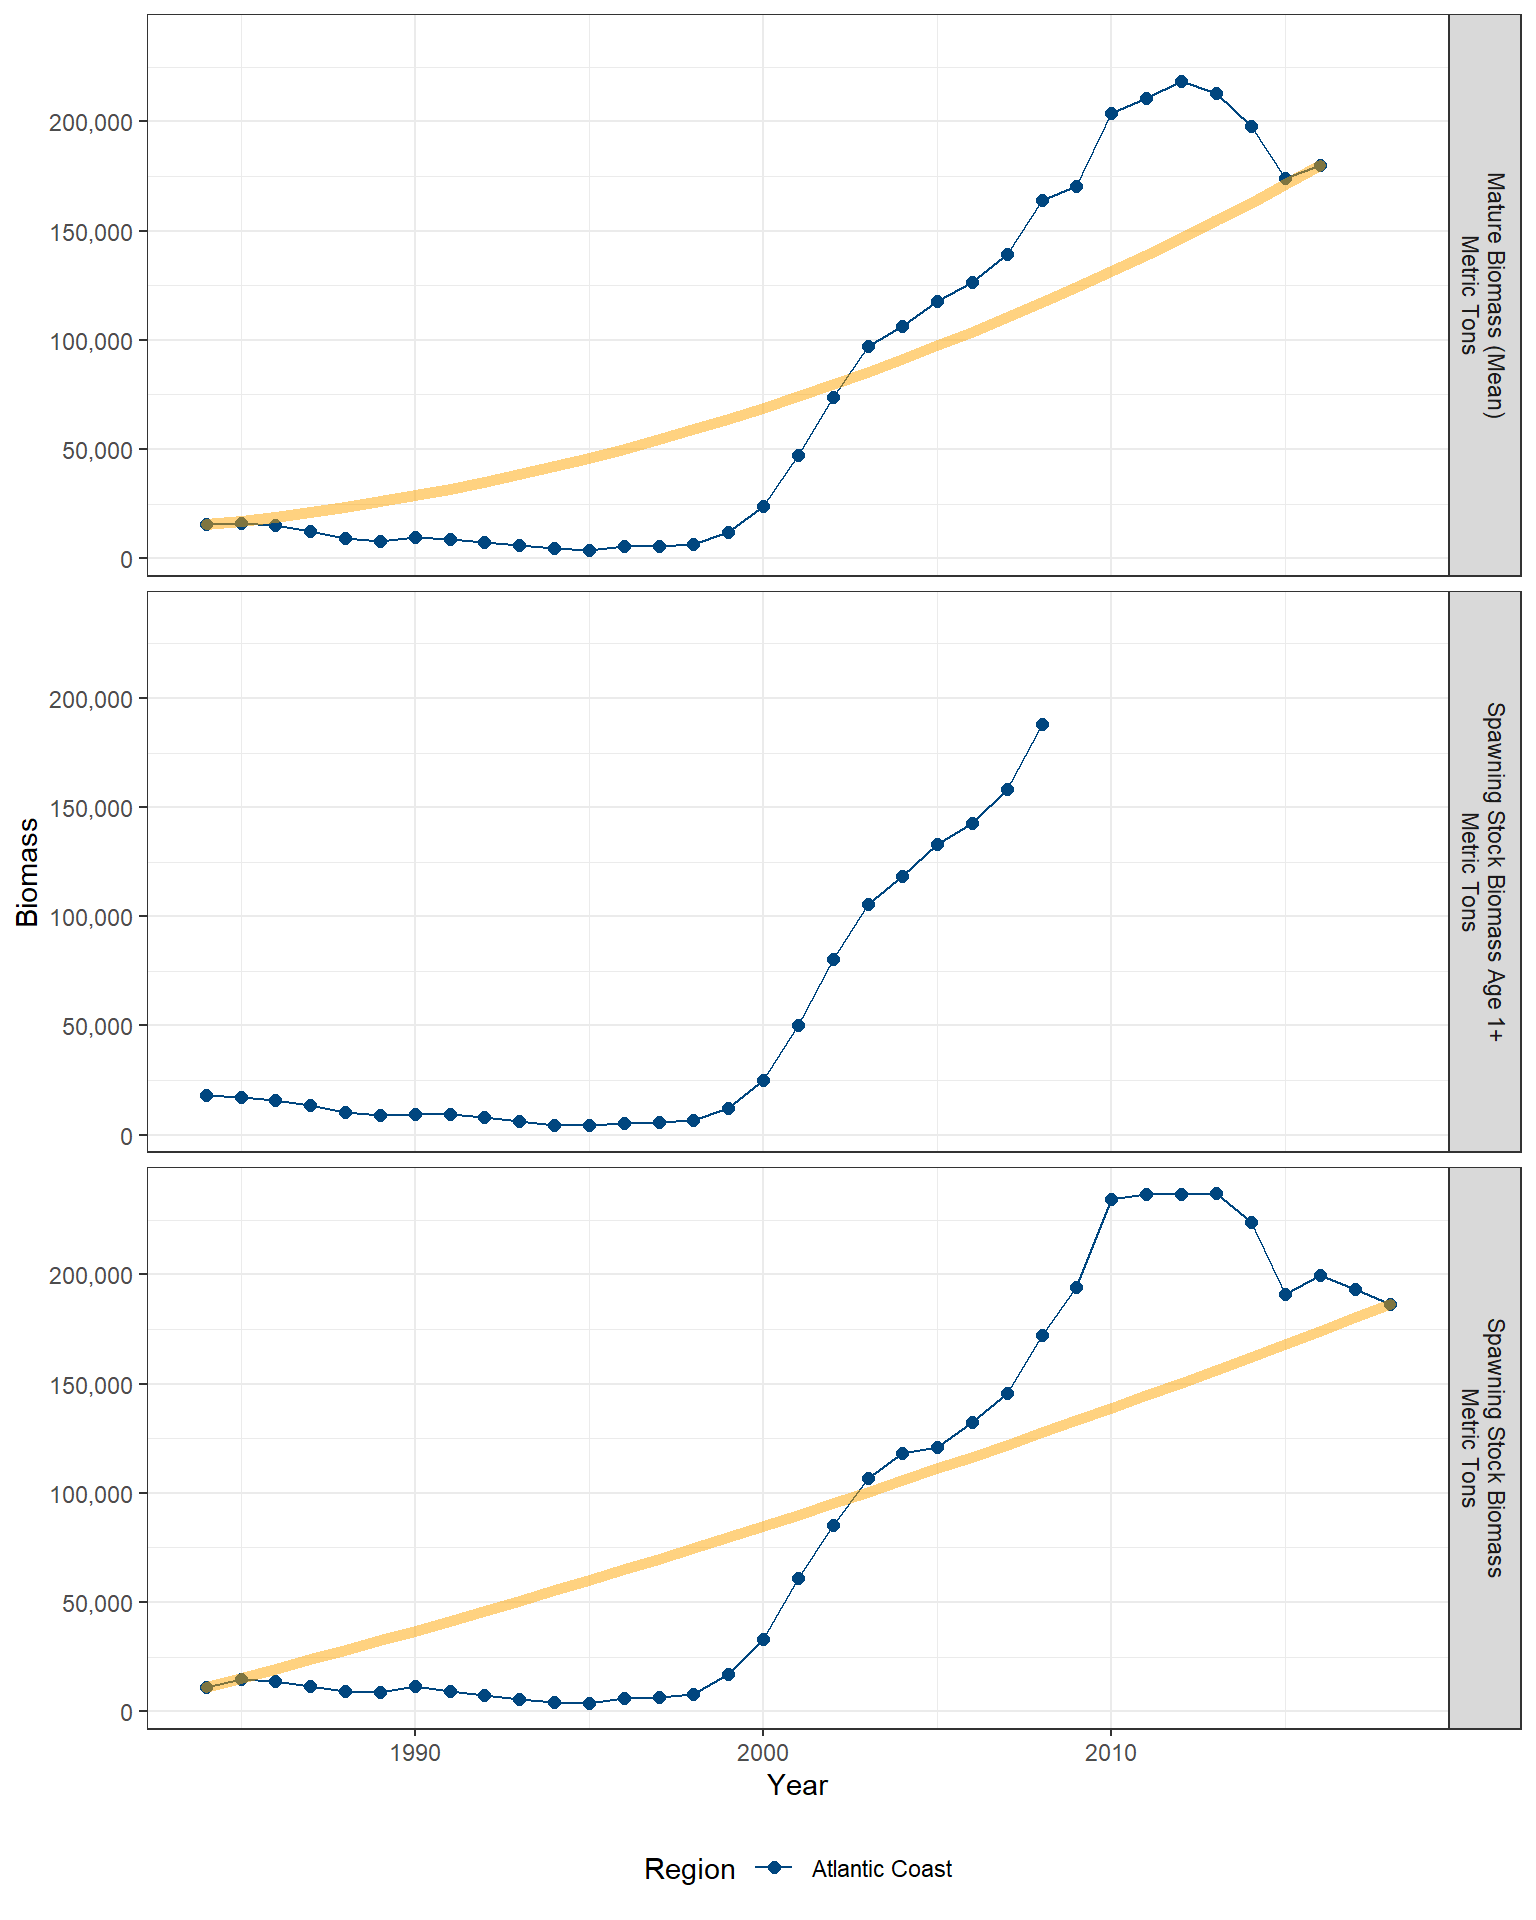 200,000
150,000
100,000
50,000
0
Mature Biomass (Mean)
Metric Tons
200,000
150,000
100,000
50,000
0
Spawning Stock Biomass Age 1+
Metric Tons
Biomass
200,000
150,000
100,000
50,000
0
Spawning Stock Biomass
Metric Tons
1990
2000
2010
Year
Region
Atlantic Coast